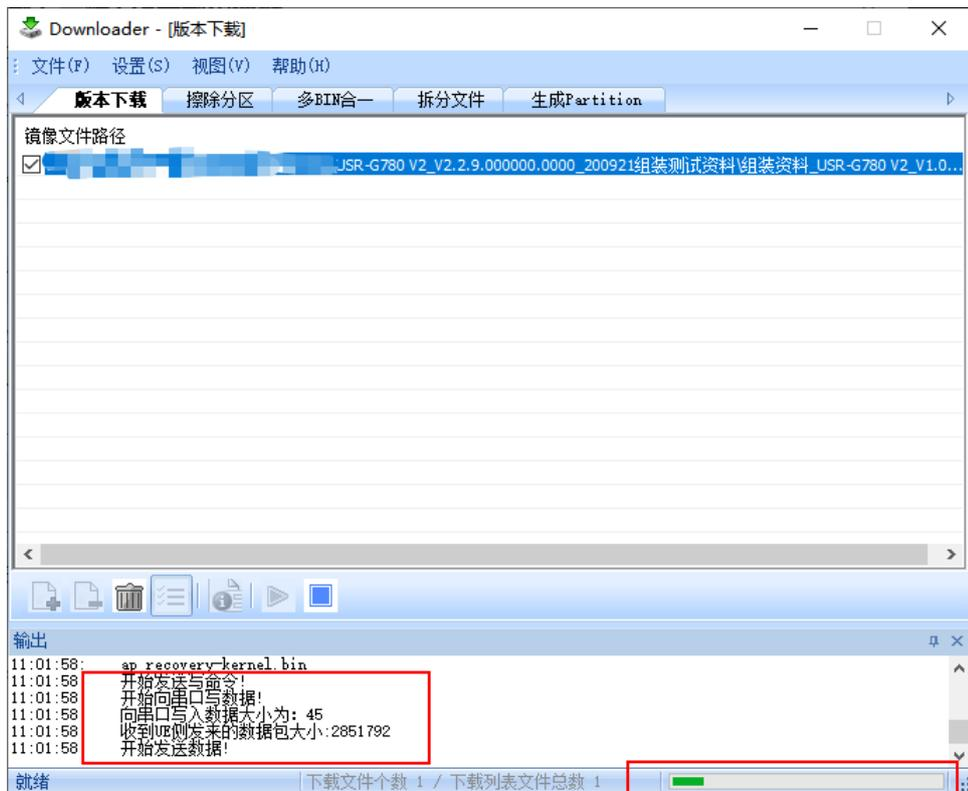 Downloader - [版本下载]
文件(F) 设置(S) 视图(V) 帮助(H)
版本下载 擦除分区 多BIN合一 拆分文件 生成Partition
镜像文件路径
USR-G780 V2_V2.2.9.000000.0000_200921组装测试资料\组装资料_USR-G780 V2_V1.0...
输出
11:01:58: ap_recovery-kernel.bin
11:01:58 开始发送写命令!
11:01:58 开始向串口写数据!
11:01:58 向串口写入数据大小为: 45
11:01:58 收到UE侧发来的数据包大小:2851792
11:01:58 开始发送数据!
就绪 下载文件个数 1 / 下载列表文件总数 1